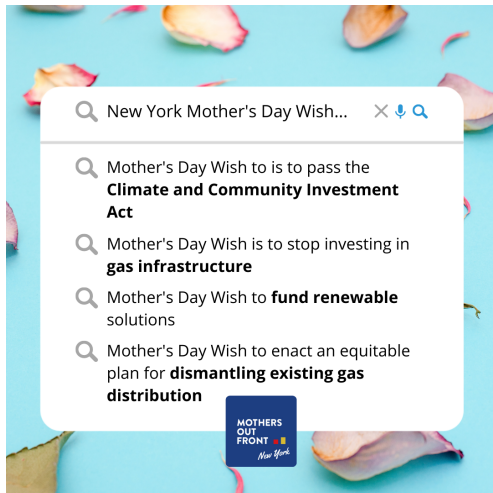 New York Mother's Day Wish...
Mother's Day Wish to is to pass the
Climate and Community Investment
Act
Mother's Day Wish is to stop investing in
gas infrastructure
Mother's Day Wish to fund renewable
solutions
Mother's Day Wish to enact an equitable
plan for dismantling existing gas
distribution
MOTHERS
OUT
FRONT
New York